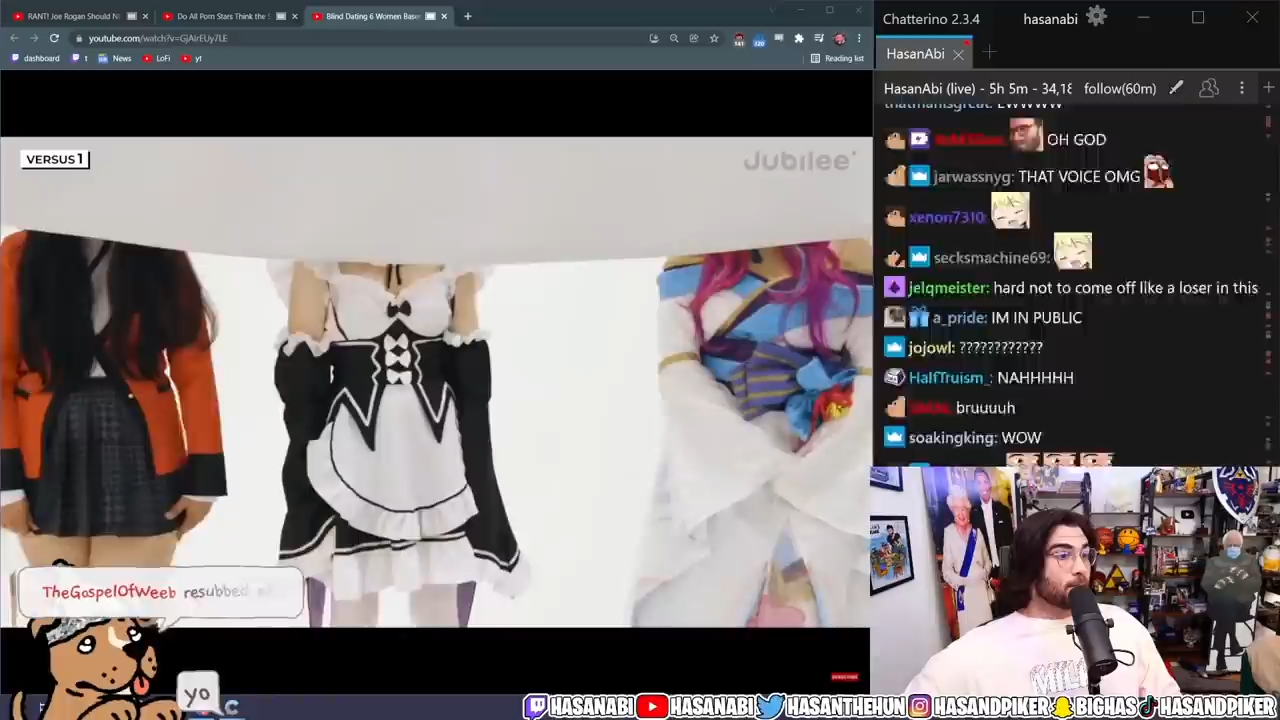 RANT! Joe Rogan Should N
Do All Porn Stars Think the S
Blind Dating 6 Women Base
youtube.com/watch?v=GjAIrEUy7LE
dashboard
t
News
LoFi
yt
Reading list
VERSUS 1
Jubilee
TheGospelOfWeeb resubbed
yo
Chatterino 2.3.4
hasanabi
HasanAbi
HasanAbi (live) - 5h 5m - 34,18
follow(60m)
thatmanisgreat: EWWWW
OH GOD
jarwassnyg: THAT VOICE OMG
xenon7310:
secksmachine69:
jelqmeister: hard not to come off like a loser in this
a_pride: IM IN PUBLIC
jojowl: ????????????
HalfTruism_: NAHHHHH
bruuuh
soakingking: WOW
HASANABI
HASANABI
HASANTHEHUN
HASANDPIKER
BIGHAS
HASANDPIKER